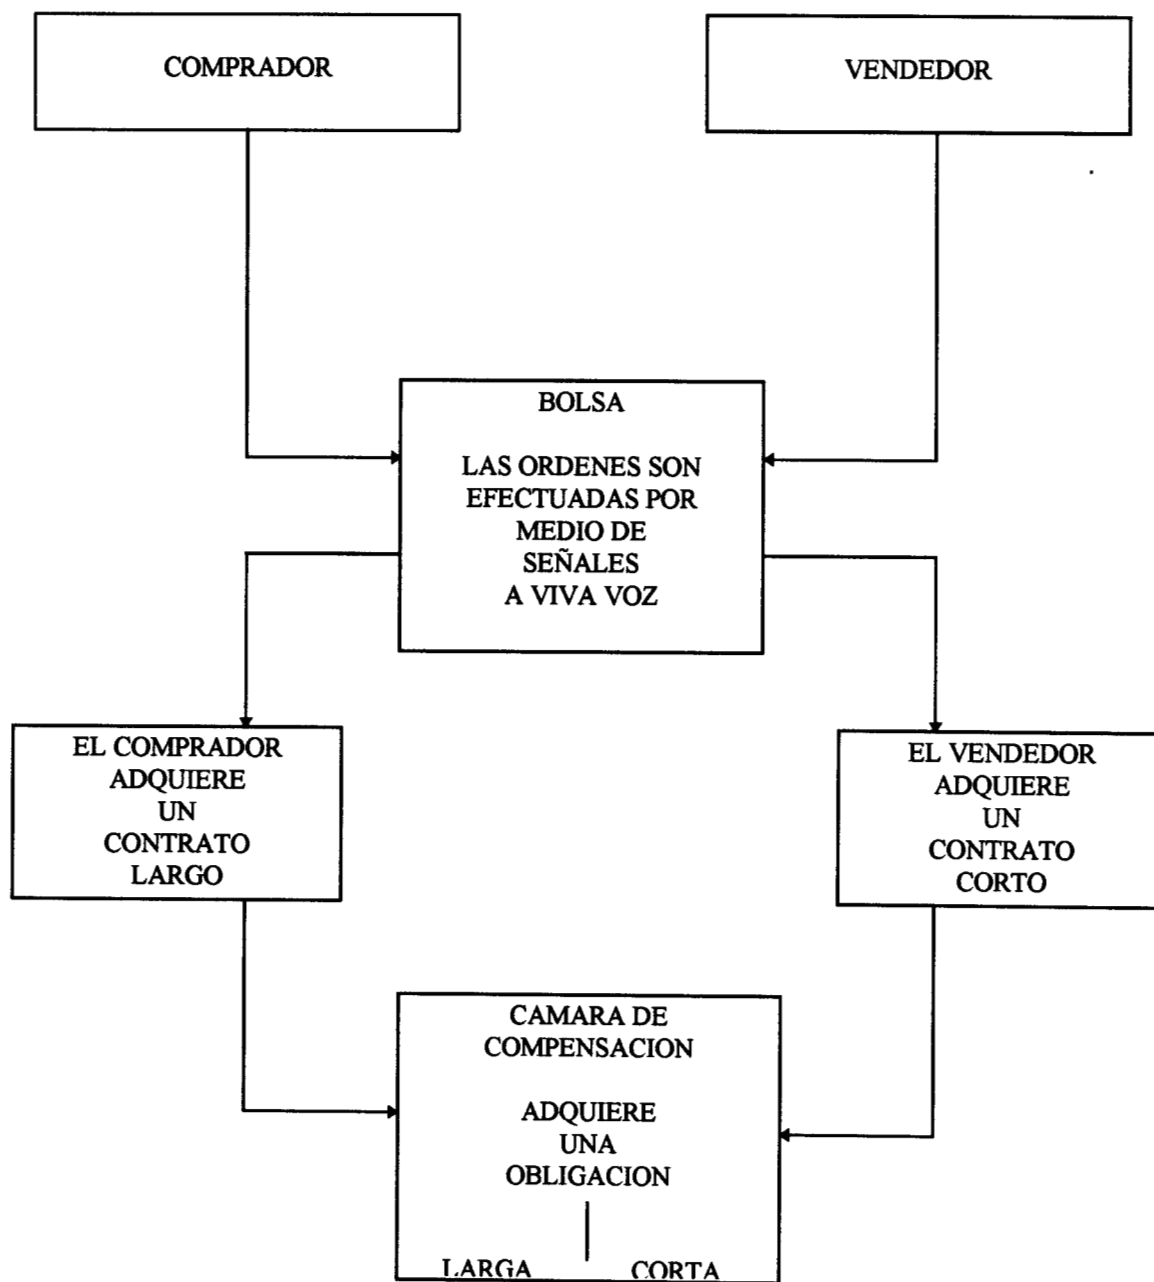 COMPRADOR
VENDEDOR
BOLSA
LAS ORDENES SON
EFECTUADAS POR
MEDIO DE
SEÑALES
A VIVA VOZ
EL COMPRADOR
ADQUIERE
UN
CONTRATO
LARGO
EL VENDEDOR
ADQUIERE
UN
CONTRATO
CORTO
CAMARA DE
COMPENSACION
ADQUIERE
UNA
OBLIGACION
LARGA CORTA